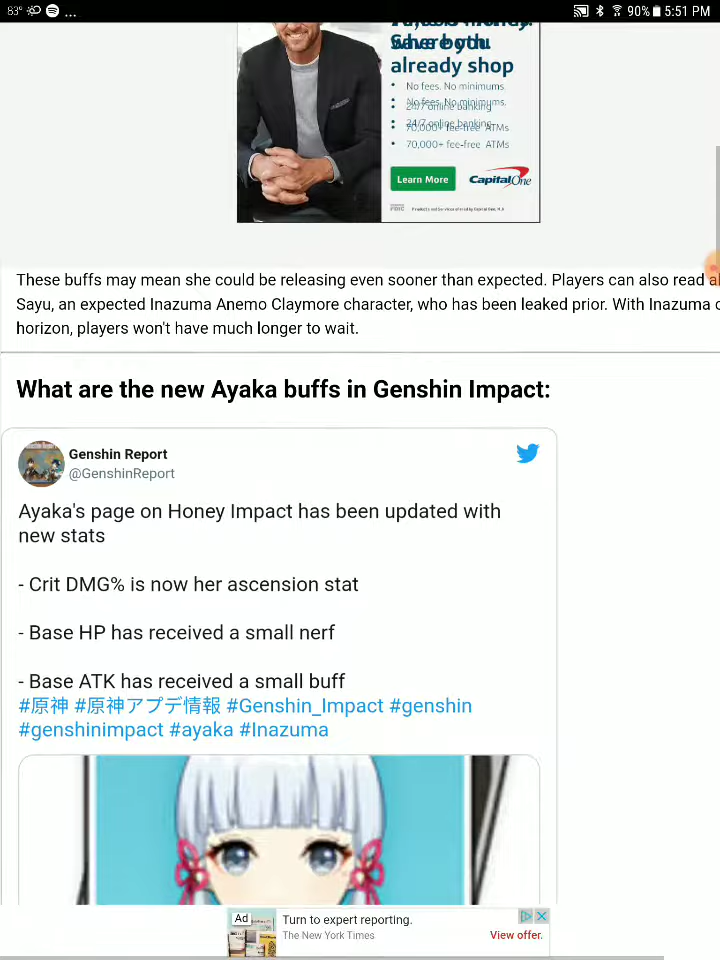 83°
...
90%
5:51 PM
already shop
No fees. No minimums.
70,000+ fee-free ATMs
Learn More
Capital One
These buffs may mean she could be releasing even sooner than expected. Players can also read
Sayu, an expected Inazuma Anemo Claymore character, who has been leaked prior. With Inazuma
horizon, players won't have much longer to wait.
What are the new Ayaka buffs in Genshin Impact:
Genshin Report
@GenshinReport
Ayaka's page on Honey Impact has been updated with
new stats
- Crit DMG% is now her ascension stat
- Base HP has received a small nerf
- Base ATK has received a small buff
#原神 #原神アプデ情報 #Genshin_Impact #genshin
#genshinimpact #ayaka #Inazuma
Ad
Turn to expert reporting.
The New York Times
View offer.